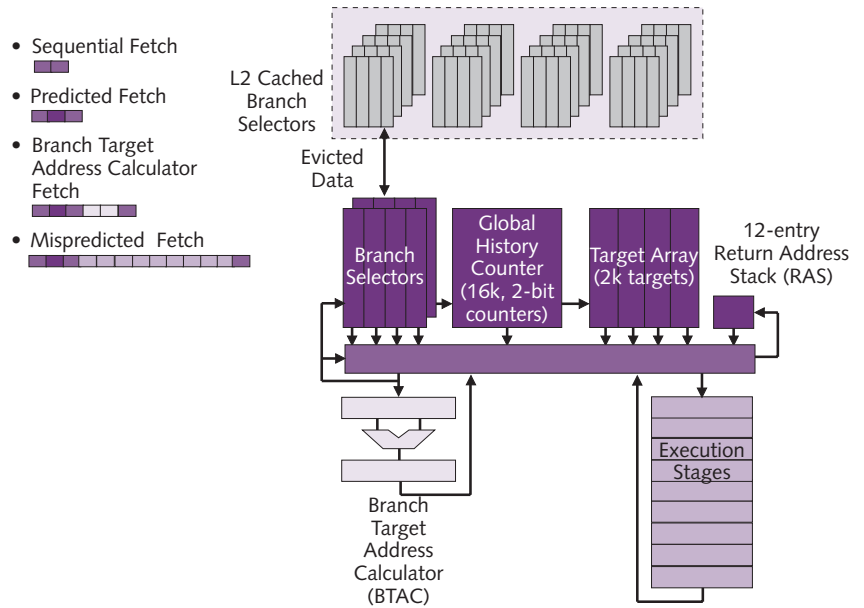 • Sequential Fetch
• Predicted Fetch
• Branch Target
Address Calculator
Fetch
• Mispredicted Fetch
L2 Cached
Branch
Selectors
Evicted
Data
Branch
Selectors
Global
History
Counter
(16k, 2-bit
counters)
Target Array
(2k targets)
12-entry
Return Address
Stack (RAS)
Execution
Stages
Branch
Target
Address
Calculator
(BTAC)